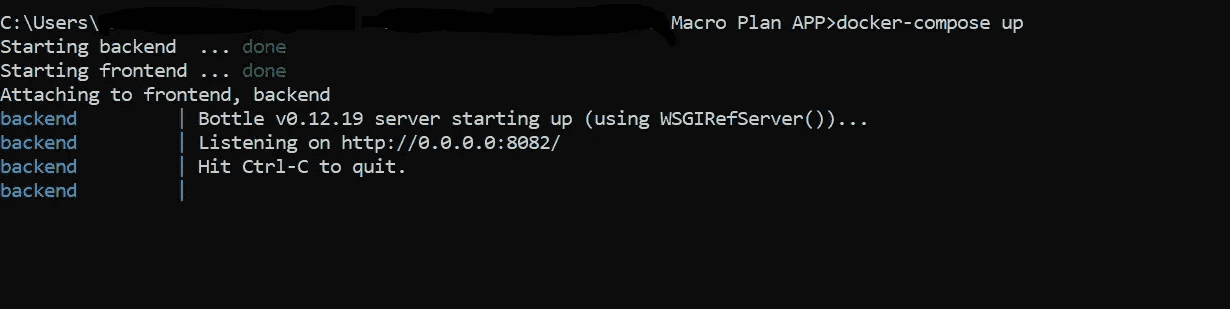 C:\Users\ Macro Plan APP>docker-compose up
Starting backend  ... done
Starting frontend ... done
Attaching to frontend, backend
backend | Bottle v0.12.19 server starting up (using WSGIRefServer())...
backend | Listening on http://0.0.0.0:8082/
backend | Hit Ctrl-C to quit.
backend |